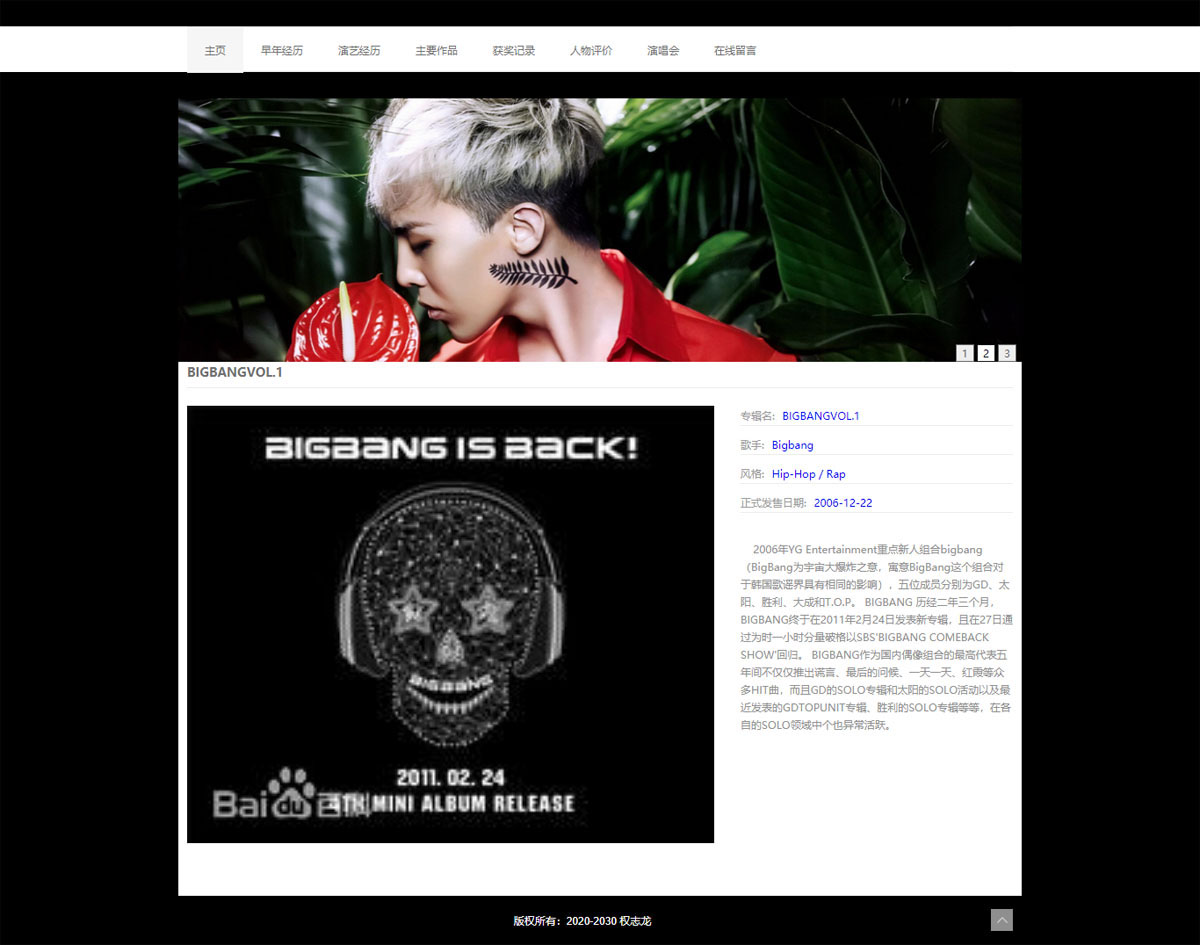 主页 早年经历 演艺经历 主要作品 获奖记录 人物评价 演唱会 在线留言
1 2 3
BIGBANGVOL.1
BIGBANG IS BACK!
BIGBANG
2011. 02. 24
4TH MINI ALBUM RELEASE
Baidu百科
专辑名: BIGBANGVOL.1
歌手: Bigbang
风格: Hip-Hop / Rap
正式发售日期: 2006-12-22
2006年YG Entertainment重点新人组合bigbang
（BigBang为宇宙大爆炸之意，寓意BigBang这个组合对
于韩国歌谣界具有相同的影响），五位成员分别为GD、太
阳、胜利、大成和T.O.P。 BIGBANG 历经二年三个月，
BIGBANG终于在2011年2月24日发表新专辑，且在27日通
过为时一小时分量破格以SBS'BIGBANG COMEBACK
SHOW'回归。 BIGBANG作为国内偶像组合的最高代表五
年间不仅仅推出谎言、最后的问候、一天一天、红霞等众
多HIT曲，而且GD的SOLO专辑和太阳的SOLO活动以及最
近发表的GDTOPUNIT专辑、胜利的SOLO专辑等等，在各
自的SOLO领域中个也异常活跃。
版权所有：2020-2030 权志龙